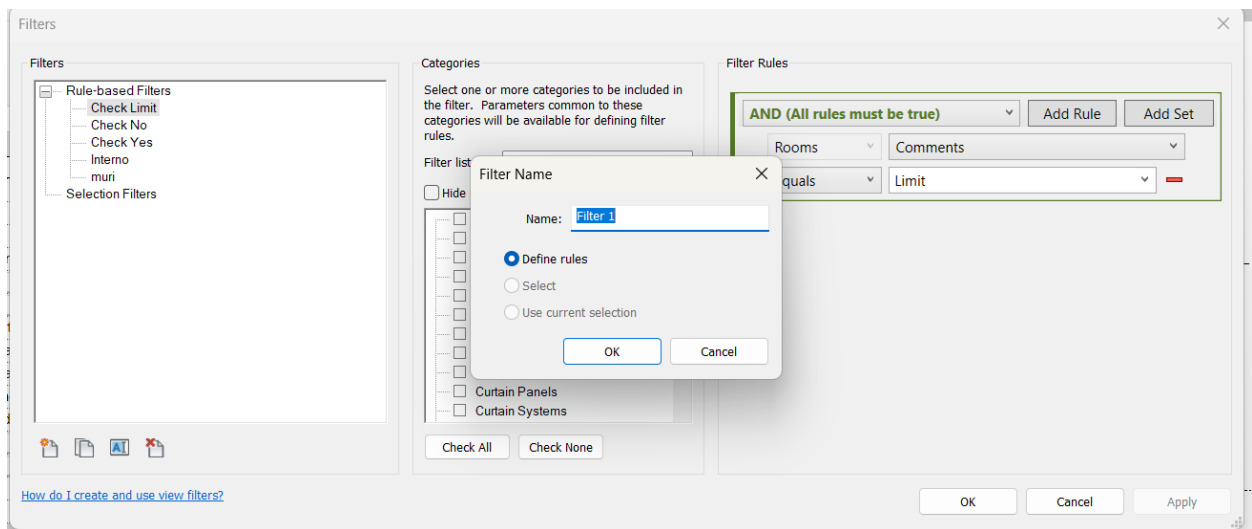 Filters
Filters
Rule-based Filters
Check Limit
Check No
Check Yes
Interno
muri
Selection Filters
How do I create and use view filters?
Categories
Select one or more categories to be included in
the filter. Parameters common to these
categories will be available for defining filter
rules.
Filter list
Hide
Curtain Panels
Curtain Systems
Check All
Check None
Filter Name
Name: Filter 1
Define rules
Select
Use current selection
OK
Cancel
Filter Rules
AND (All rules must be true)
Add Rule
Add Set
Rooms
Comments
quals
Limit
OK
Cancel
Apply